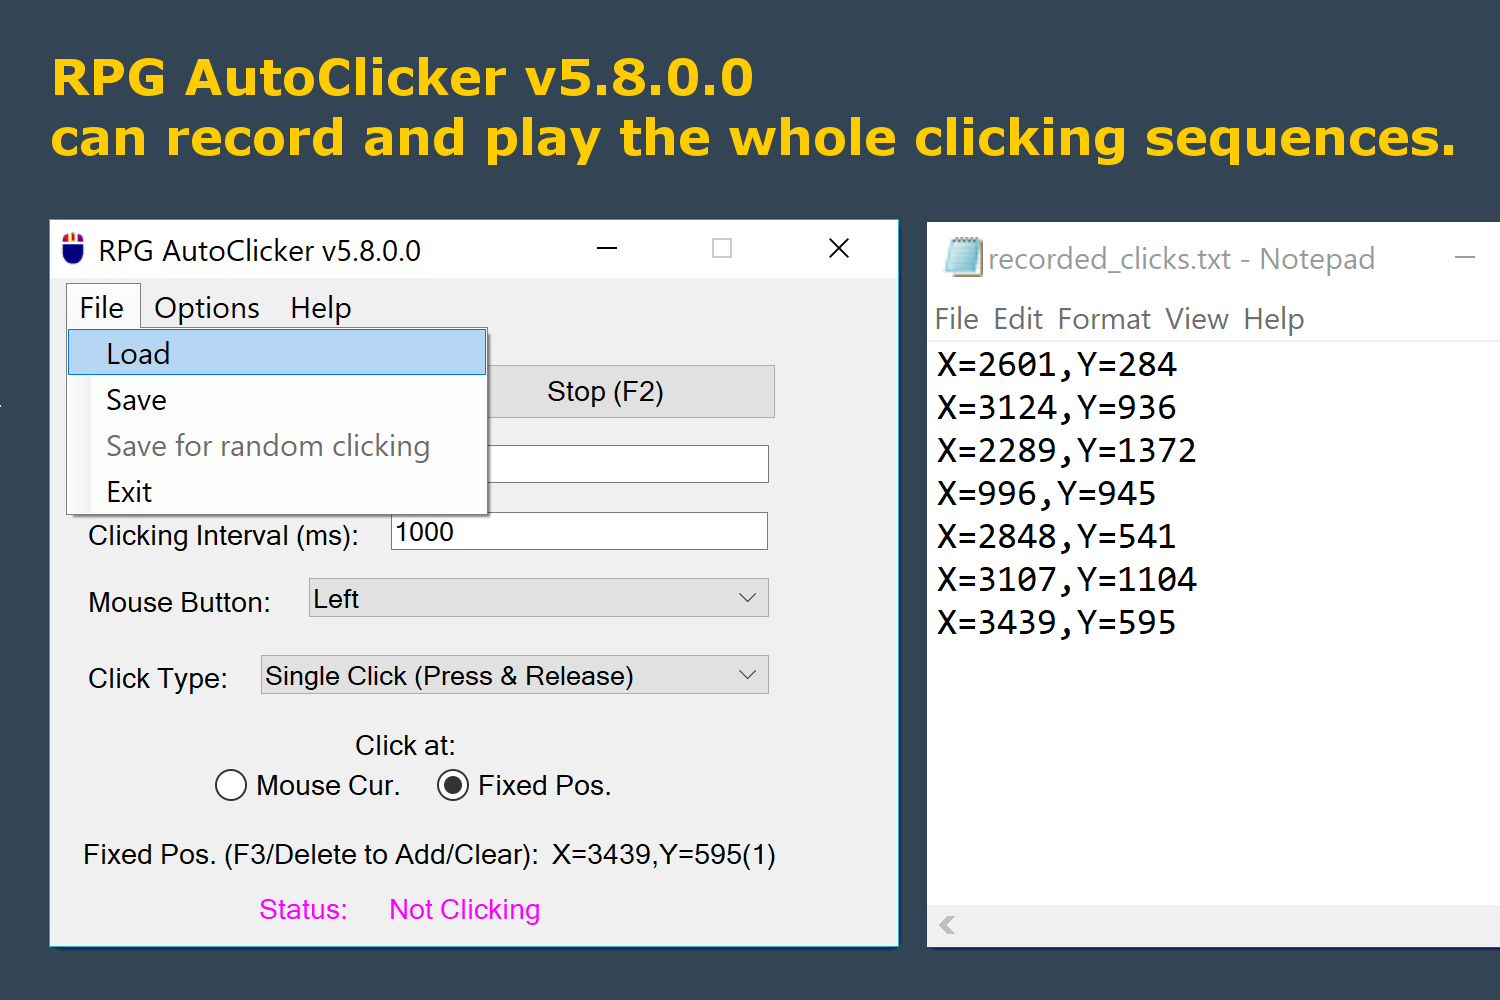 RPG AutoClicker v5.8.0.0
can record and play the whole clicking sequences.
RPG AutoClicker v5.8.0.0
File Options Help
Load
Save
Save for random clicking
Exit
Stop (F2)
Clicking Interval (ms): 1000
Mouse Button: Left
Click Type: Single Click (Press & Release)
Click at:
Mouse Cur. Fixed Pos.
Fixed Pos. (F3/Delete to Add/Clear): X=3439,Y=595(1)
Status: Not Clicking
recorded_clicks.txt - Notepad
File Edit Format View Help
X=2601,Y=284
X=3124,Y=936
X=2289,Y=1372
X=996,Y=945
X=2848,Y=541
X=3107,Y=1104
X=3439,Y=595